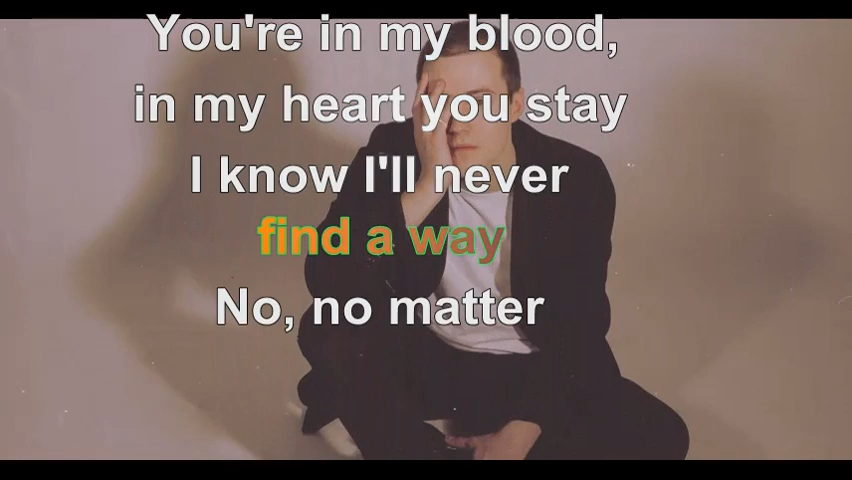 You're in my blood,
in my heart you stay
I know I'll never
find a way
No, no matter